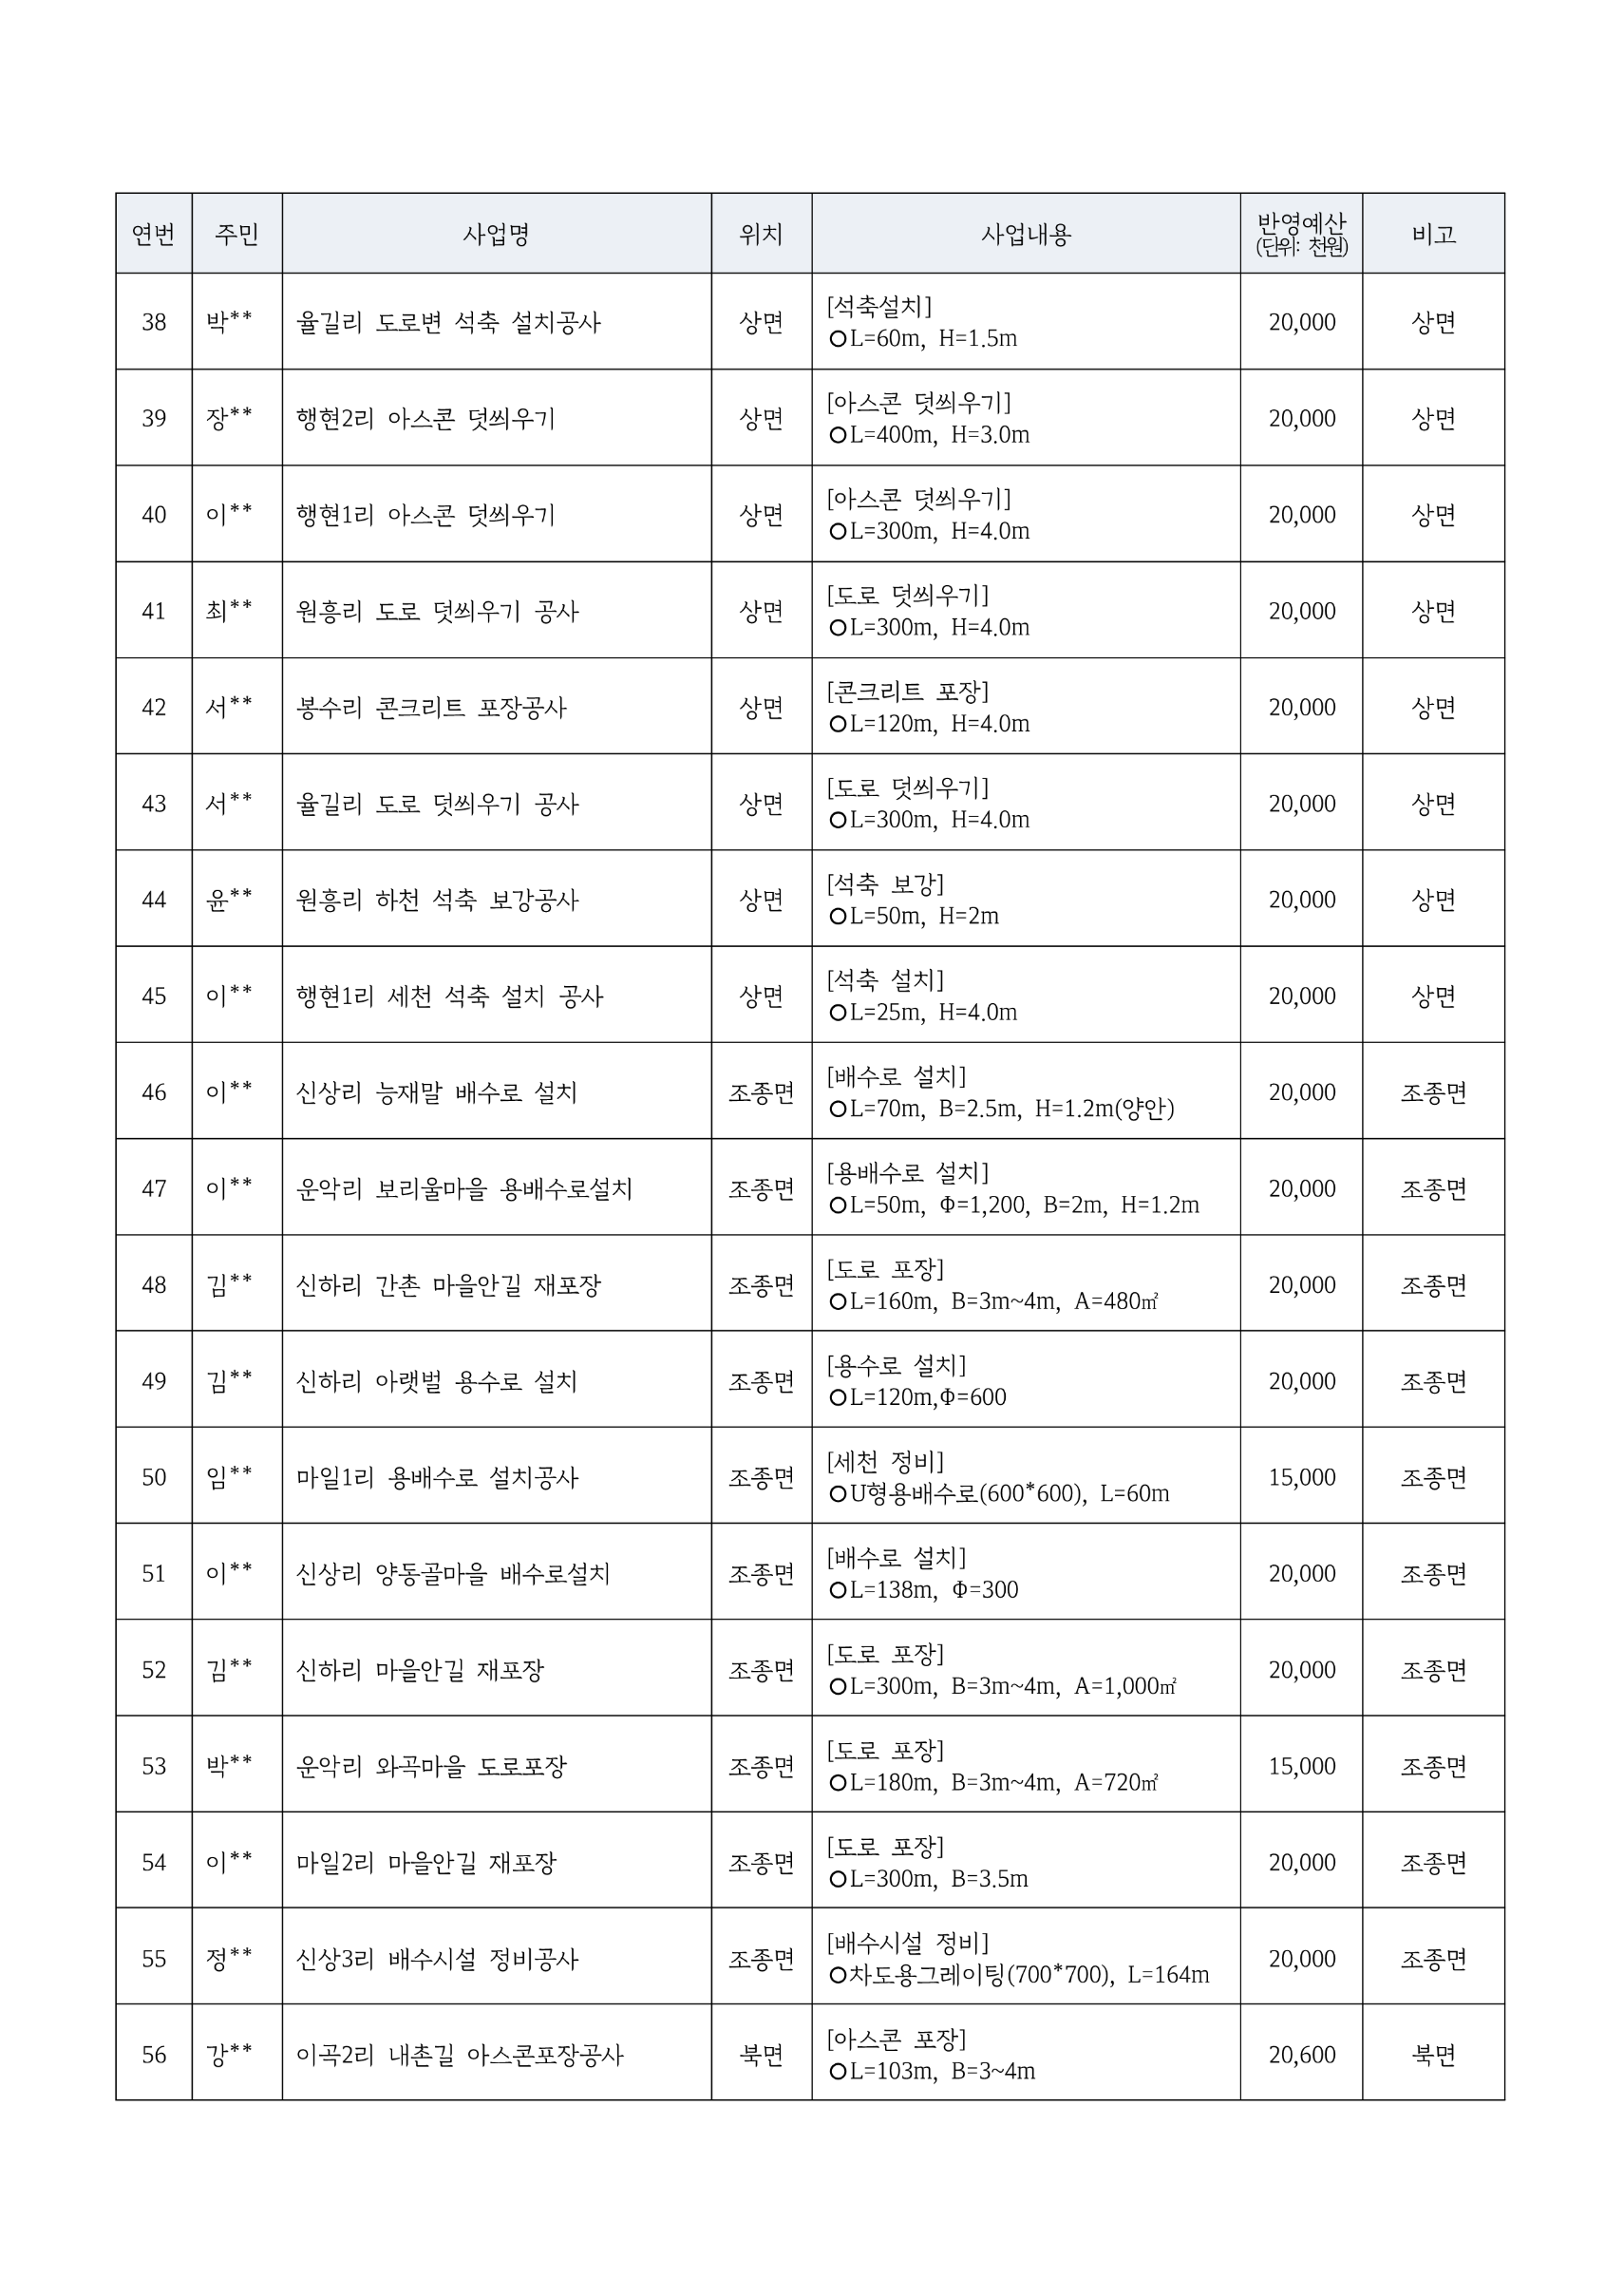 연번 주민 사업명 위치 사업내용 반영예산 비고
(단위: 천원)
38 박** 율길리 도로변 석축 설치공사 상면 [석축설치] 20,000 상면
○L=60m, H=1.5m
39 장** 행현2리 아스콘 덧씌우기 상면 [아스콘 덧씌우기] 20,000 상면
○L=400m, H=3.0m
40 이** 행현1리 아스콘 덧씌우기 상면 [아스콘 덧씌우기] 20,000 상면
○L=300m, H=4.0m
41 최** 원흥리 도로 덧씌우기 공사 상면 [도로 덧씌우기] 20,000 상면
○L=300m, H=4.0m
42 서** 봉수리 콘크리트 포장공사 상면 [콘크리트 포장] 20,000 상면
○L=120m, H=4.0m
43 서** 율길리 도로 덧씌우기 공사 상면 [도로 덧씌우기] 20,000 상면
○L=300m, H=4.0m
44 윤** 원흥리 하천 석축 보강공사 상면 [석축 보강] 20,000 상면
○L=50m, H=2m
45 이** 행현1리 세천 석축 설치 공사 상면 [석축 설치] 20,000 상면
○L=25m, H=4.0m
46 이** 신상리 능재말 배수로 설치 조종면 [배수로 설치] 20,000 조종면
○L=70m, B=2.5m, H=1.2m(양안)
47 이** 운악리 보리울마을 용배수로설치 조종면 [용배수로 설치] 20,000 조종면
○L=50m, Φ=1,200, B=2m, H=1.2m
48 김** 신하리 간촌 마을안길 재포장 조종면 [도로 포장] 20,000 조종면
○L=160m, B=3m~4m, A=480㎡
49 김** 신하리 아랫벌 용수로 설치 조종면 [용수로 설치] 20,000 조종면
○L=120m,Φ=600
50 임** 마일1리 용배수로 설치공사 조종면 [세천 정비] 15,000 조종면
○U형용배수로(600*600), L=60m
51 이** 신상리 양동골마을 배수로설치 조종면 [배수로 설치] 20,000 조종면
○L=138m, Φ=300
52 김** 신하리 마을안길 재포장 조종면 [도로 포장] 20,000 조종면
○L=300m, B=3m~4m, A=1,000㎡
53 박** 운악리 와곡마을 도로포장 조종면 [도로 포장] 15,000 조종면
○L=180m, B=3m~4m, A=720㎡
54 이** 마일2리 마을안길 재포장 조종면 [도로 포장] 20,000 조종면
○L=300m, B=3.5m
55 정** 신상3리 배수시설 정비공사 조종면 [배수시설 정비] 20,000 조종면
○차도용그레이팅(700*700), L=164m
56 강** 이곡2리 내촌길 아스콘포장공사 북면 [아스콘 포장] 20,600 북면
○L=103m, B=3~4m